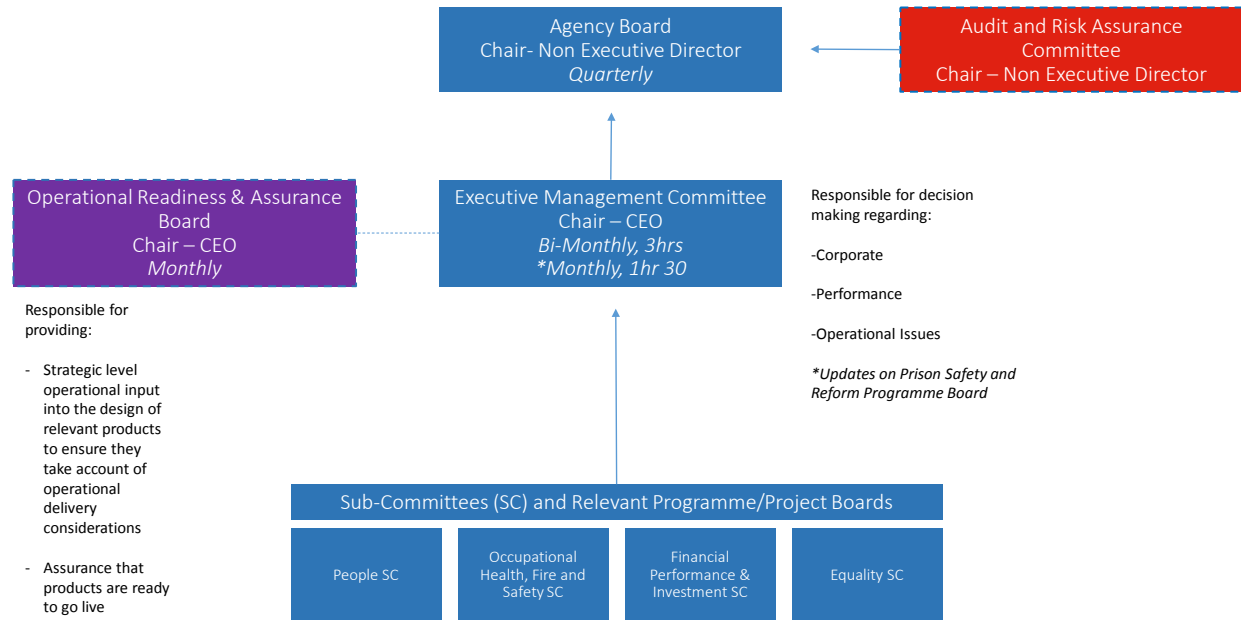 Agency Board
Chair- Non Executive Director
Quarterly
Audit and Risk Assurance
Committee
Chair – Non Executive Director
Operational Readiness & Assurance
Board
Chair – CEO
Monthly
Executive Management Committee
Chair – CEO
Bi-Monthly, 3hrs
*Monthly, 1hr 30
Responsible for decision
making regarding:
-Corporate
-Performance
-Operational Issues
*Updates on Prison Safety and
Reform Programme Board
Responsible for
providing:
- Strategic level
operational input
into the design of
relevant products
to ensure they
take account of
operational
delivery
considerations
- Assurance that
products are ready
to go live
Sub-Committees (SC) and Relevant Programme/Project Boards
People SC
Occupational
Health, Fire and
Safety SC
Financial
Performance &
Investment SC
Equality SC